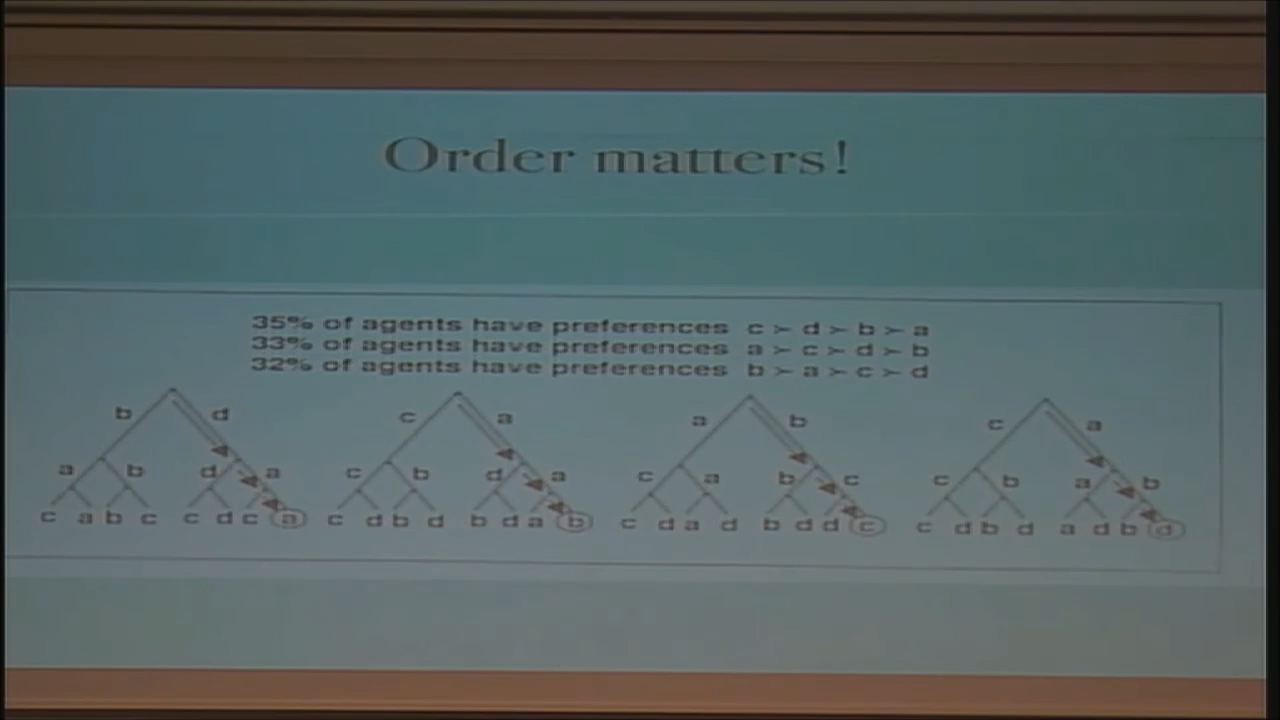 Order matters!
35% of agents have preferences c ≻ d ≻ b ≻ a
33% of agents have preferences a ≻ c ≻ d ≻ b
32% of agents have preferences b ≻ a ≻ c ≻ d
b d c a a b c a
a b d a c b d a c a b c c b a b
c a b c c d c a c d b d b d a b c d a d b d d c c d b d a d b d